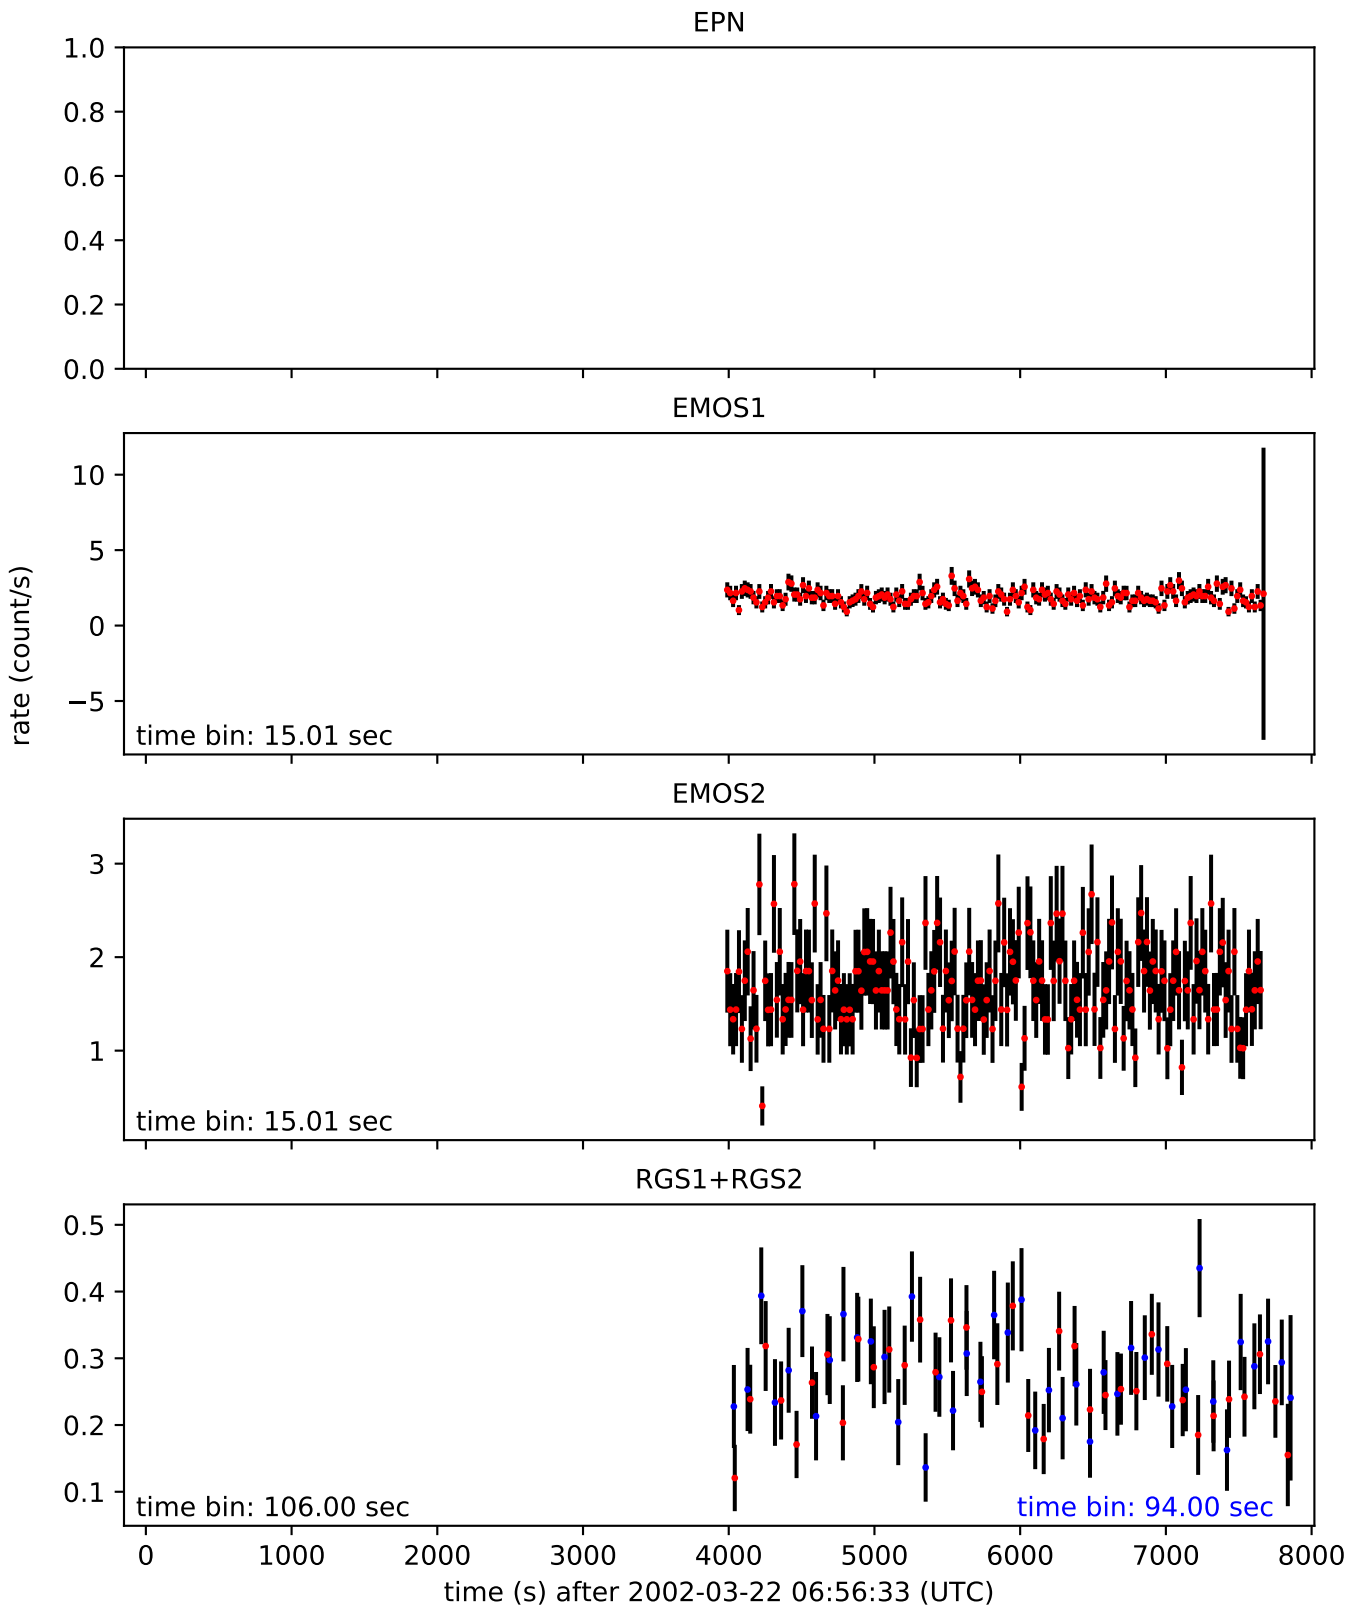 EPN
1.0
0.8
0.6
0.4
0.2
0.0
EMOS1
10
5
0
−5
rate (count/s)
time bin: 15.01 sec
EMOS2
3
2
1
time bin: 15.01 sec
RGS1+RGS2
0.5
0.4
0.3
0.2
0.1
time bin: 106.00 sec time bin: 94.00 sec
0 1000 2000 3000 4000 5000 6000 7000 8000
time (s) after 2002-03-22 06:56:33 (UTC)